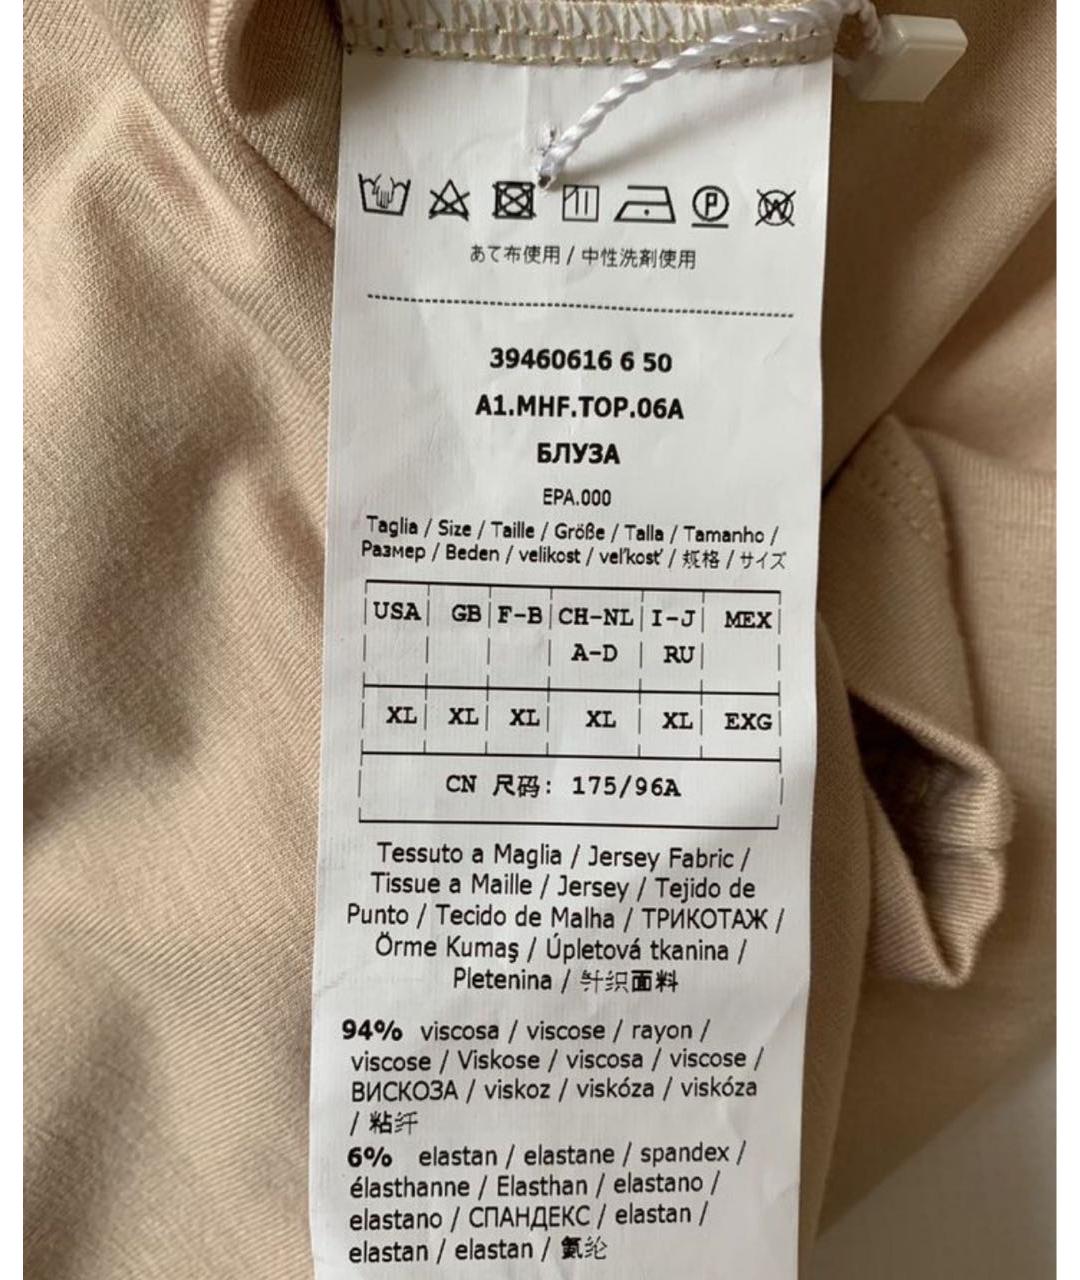 P
W
あて布使用 / 中性洗剤使用
39460616 6 50
A1.MHF.TOP.06A
БЛУЗА
EPA.000
Taglia / Size / Taille / Größe / Talla / Tamanho /
Размер / Beden / velikost / veľkosť / 规格 / サイズ
USA GB F-B CH-NL I-J MEX
A-D RU
XL XL XL XL XL EXG
CN 尺码: 175/96A
Tessuto a Maglia / Jersey Fabric /
Tissue a Maille / Jersey / Tejido de
Punto / Tecido de Malha / ТРИКОТАЖ /
Örme Kumaş / Úpletová tkanina /
Pletenina / 针织面料
94% viscosa / viscose / rayon /
viscose / Viskose / viscosa / viscose /
ВИСКОЗА / viskoz / viskóza / viskóza
/ 粘纤
6% elastan / elastane / spandex /
élasthanne / Elasthan / elastano /
elastano / СПАНДЕКС / elastan /
elastan / elastan / 氨纶